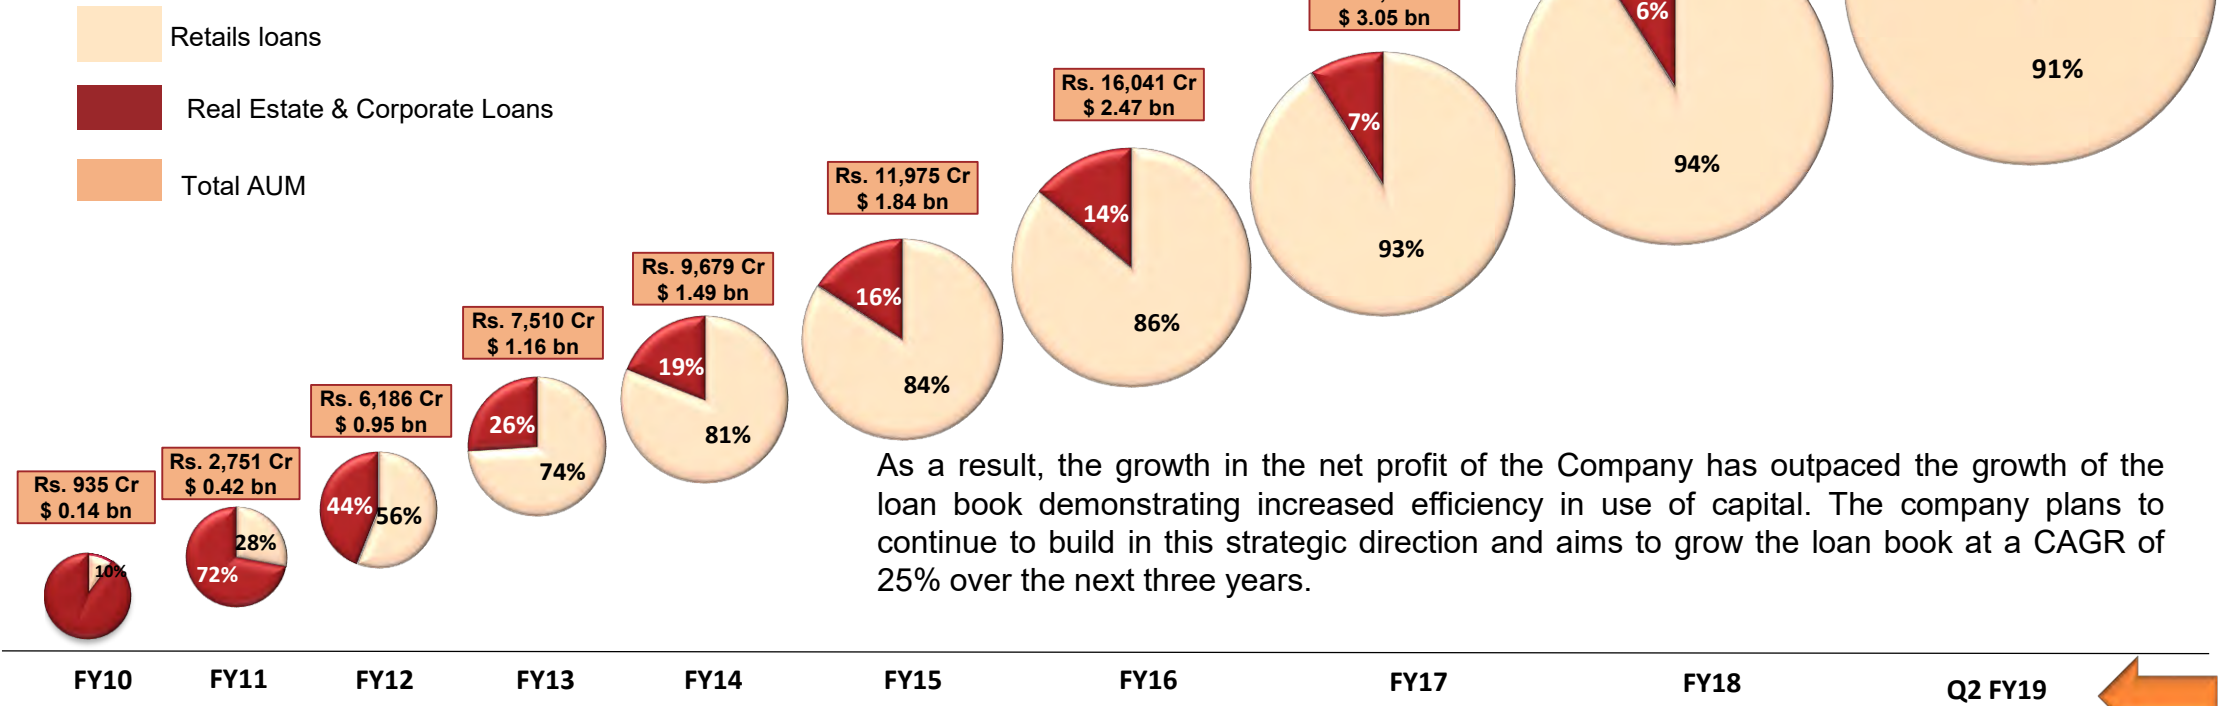 Retails loans
Real Estate & Corporate Loans
Total AUM
Rs. 935 Cr
$ 0.14 bn
10%
Rs. 2,751 Cr
$ 0.42 bn
28%
72%
Rs. 6,186 Cr
$ 0.95 bn
44%
56%
Rs. 7,510 Cr
$ 1.16 bn
26%
74%
Rs. 9,679 Cr
$ 1.49 bn
19%
81%
Rs. 11,975 Cr
$ 1.84 bn
16%
84%
Rs. 16,041 Cr
$ 2.47 bn
14%
86%
$ 3.05 bn
7%
93%
6%
94%
91%
As a result, the growth in the net profit of the Company has outpaced the growth of the
loan book demonstrating increased efficiency in use of capital. The company plans to
continue to build in this strategic direction and aims to grow the loan book at a CAGR of
25% over the next three years.
FY10
FY11
FY12
FY13
FY14
FY15
FY16
FY17
FY18
Q2 FY19